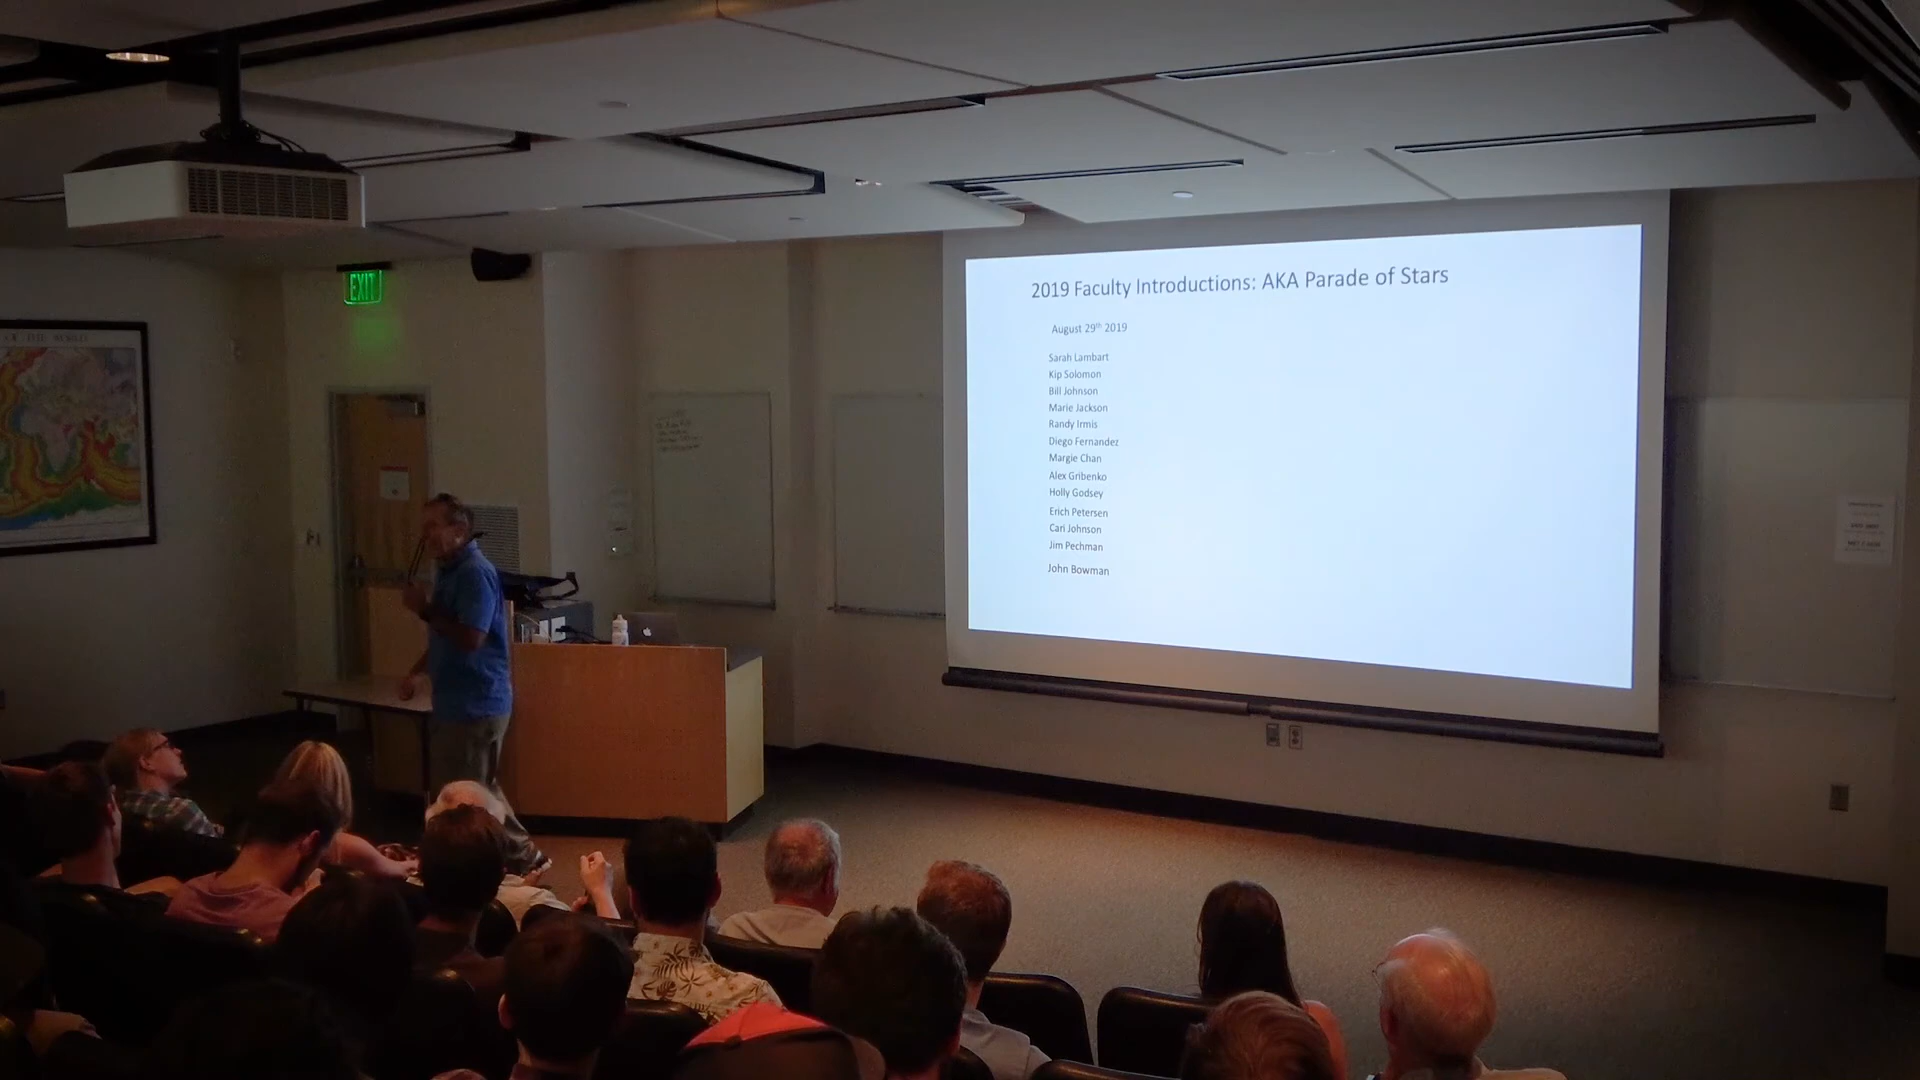 EXIT
2019 Faculty Introductions: AKA Parade of Stars
August 29th 2019
Sarah Lambart
Kip Solomon
Bill Johnson
Marie Jackson
Randy Irmis
Diego Fernandez
Margie Chan
Alex Gribenko
Holly Godsey
Erich Petersen
Cari Johnson
Jim Pechman
John Bowman